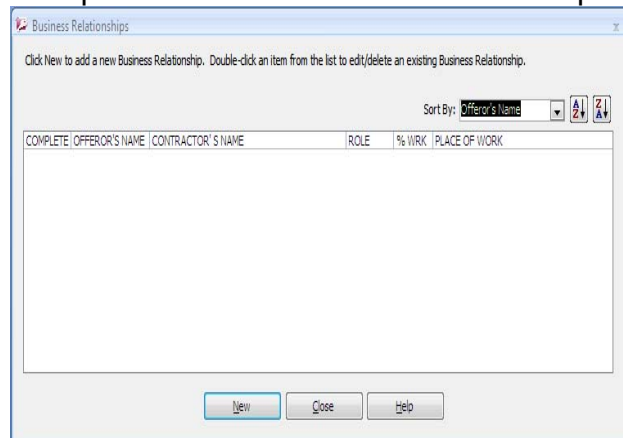 Business Relationships
x
Click New to add a new Business Relationship. Double-click an item from the list to edit/delete an existing Business Relationship.
Sort By: Offeror's Name
COMPLETE OFFEROR'S NAME CONTRACTOR' S NAME ROLE % WRK PLACE OF WORK
New Close Help